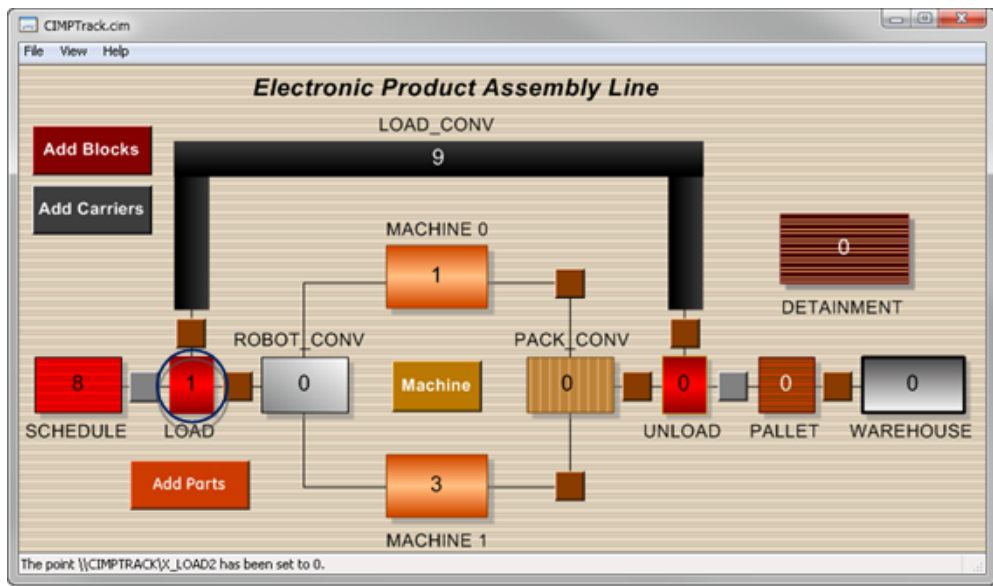 CIMPTrack.cim
File View Help
Electronic Product Assembly Line
LOAD_CONV
Add Blocks
9
Add Carriers
MACHINE 0
1
0
DETAINMENT
ROBOT_CONV
PACK_CONV
8
1
0
Machine
0
0
0
0
SCHEDULE
LOAD
UNLOAD
PALLET
WAREHOUSE
Add Parts
3
MACHINE 1
The point \\CIMPTRACK\X_LOAD2 has been set to 0.